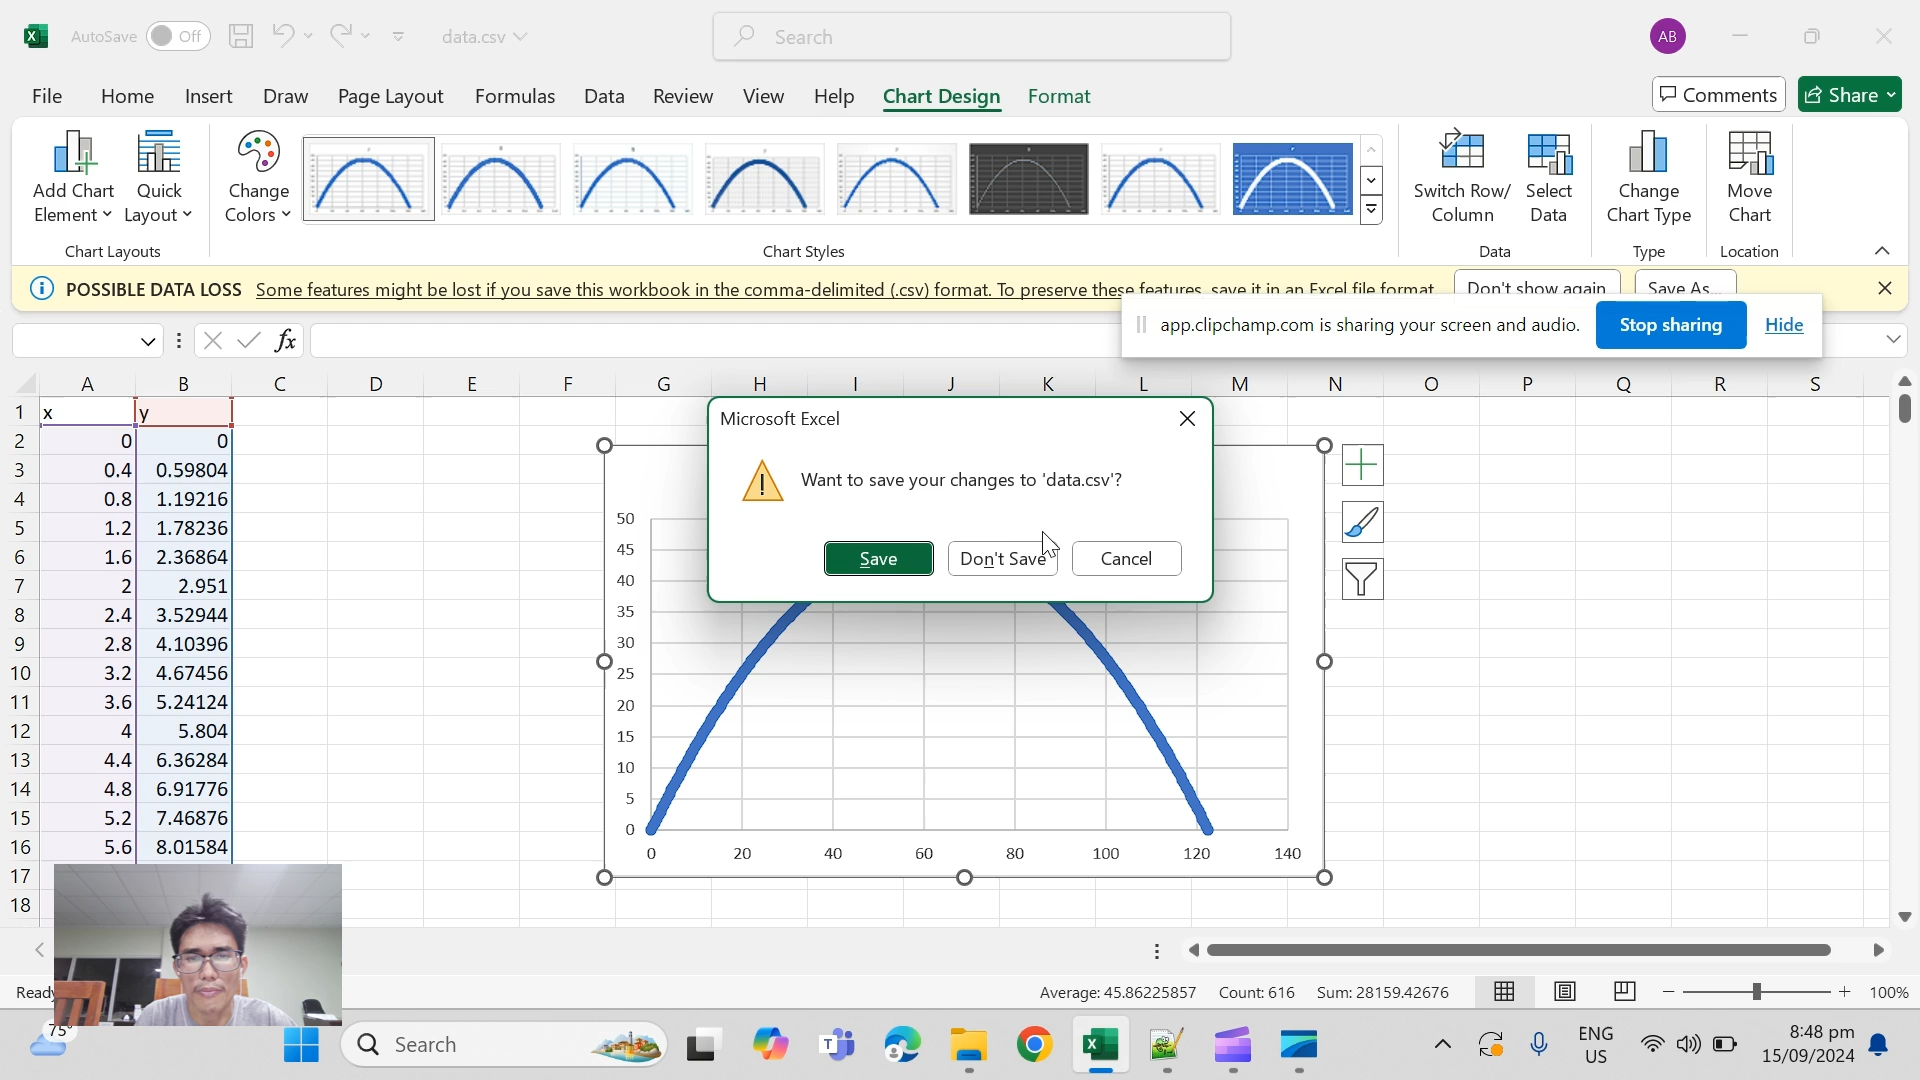 AutoSave Off data.csv Search AB
File Home Insert Draw Page Layout Formulas Data Review View Help Chart Design Format Comments Share
Add Chart Element
Quick Layout
Change Colors
Switch Row/ Column
Select Data
Change Chart Type
Move Chart
Chart Layouts Chart Styles Data Type Location
POSSIBLE DATA LOSS Some features might be lost if you save this workbook in the comma-delimited (.csv) format. To preserve these features, save it in an Excel file format. Don't show again Save As...
app.clipchamp.com is sharing your screen and audio. Stop sharing Hide
fx
A B C D E F G H I J K L M N O P Q R S
1 x y
2 0 0
3 0.4 0.59804
4 0.8 1.19216
5 1.2 1.78236
6 1.6 2.36864
7 2 2.951
8 2.4 3.52944
9 2.8 4.10396
10 3.2 4.67456
11 3.6 5.24124
12 4 5.804
13 4.4 6.36284
14 4.8 6.91776
15 5.2 7.46876
16 5.6 8.01584
17
18
Microsoft Excel
Want to save your changes to 'data.csv'?
Save Don't Save Cancel
50
45
40
35
30
25
20
15
10
5
0
0 20 40 60 80 100 120 140
Ready Average: 45.86225857 Count: 616 Sum: 28159.42676 100%
75° Search ENG US 8:48 pm
15/09/2024